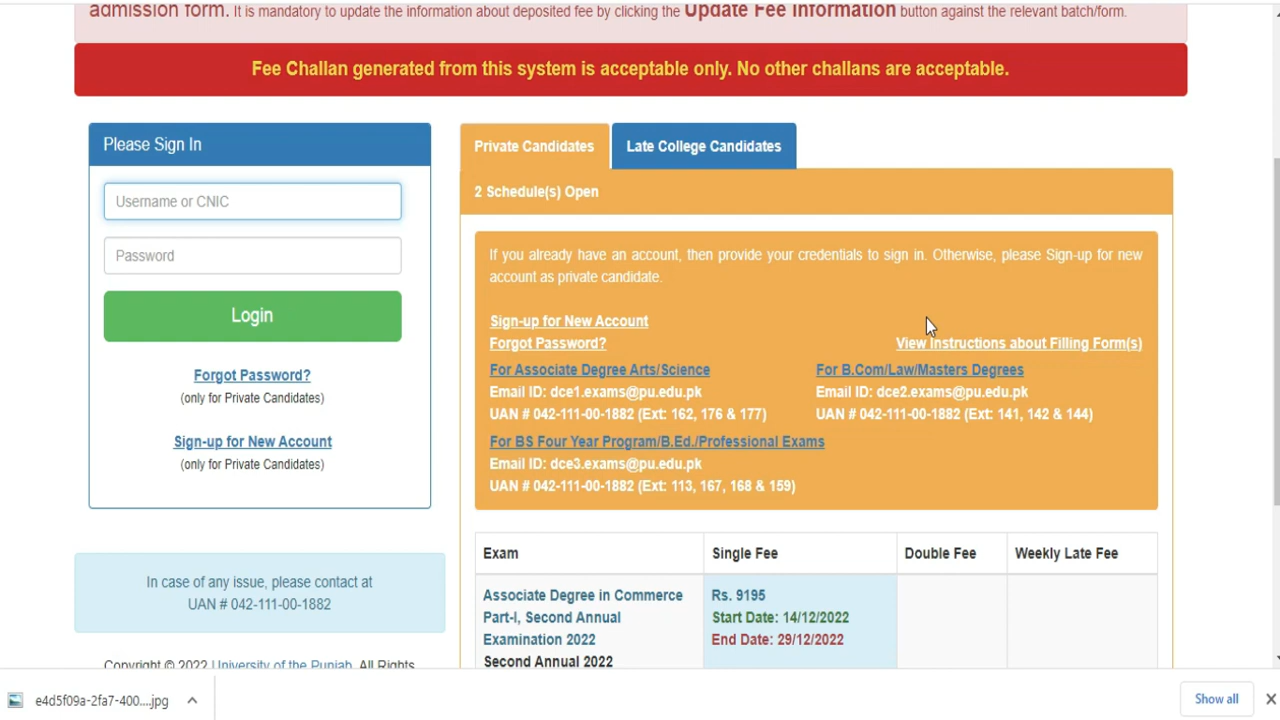 admission form. It is mandatory to update the information about deposited fee by clicking the Update Fee Information button against the relevant batch/form.
Fee Challan generated from this system is acceptable only. No other challans are acceptable.
Please Sign In
Username or CNIC
Password
Login
Forgot Password?
(only for Private Candidates)
Sign-up for New Account
(only for Private Candidates)
In case of any issue, please contact at
UAN # 042-111-00-1882
Copyright © 2022 University of the Punjab. All Rights
Private Candidates
Late College Candidates
2 Schedule(s) Open
If you already have an account, then provide your credentials to sign in. Otherwise, please Sign-up for new
account as private candidate.
Sign-up for New Account
Forgot Password?
View Instructions about Filling Form(s)
For Associate Degree Arts/Science
Email ID: dce1.exams@pu.edu.pk
UAN # 042-111-00-1882 (Ext: 162, 176 & 177)
For B.Com/Law/Masters Degrees
Email ID: dce2.exams@pu.edu.pk
UAN # 042-111-00-1882 (Ext: 141, 142 & 144)
For BS Four Year Program/B.Ed./Professional Exams
Email ID: dce3.exams@pu.edu.pk
UAN # 042-111-00-1882 (Ext: 113, 167, 168 & 159)
Exam
Single Fee
Double Fee
Weekly Late Fee
Associate Degree in Commerce
Part-I, Second Annual
Examination 2022
Second Annual 2022
Rs. 9195
Start Date: 14/12/2022
End Date: 29/12/2022
e4d5f09a-2fa7-400....jpg
Show all